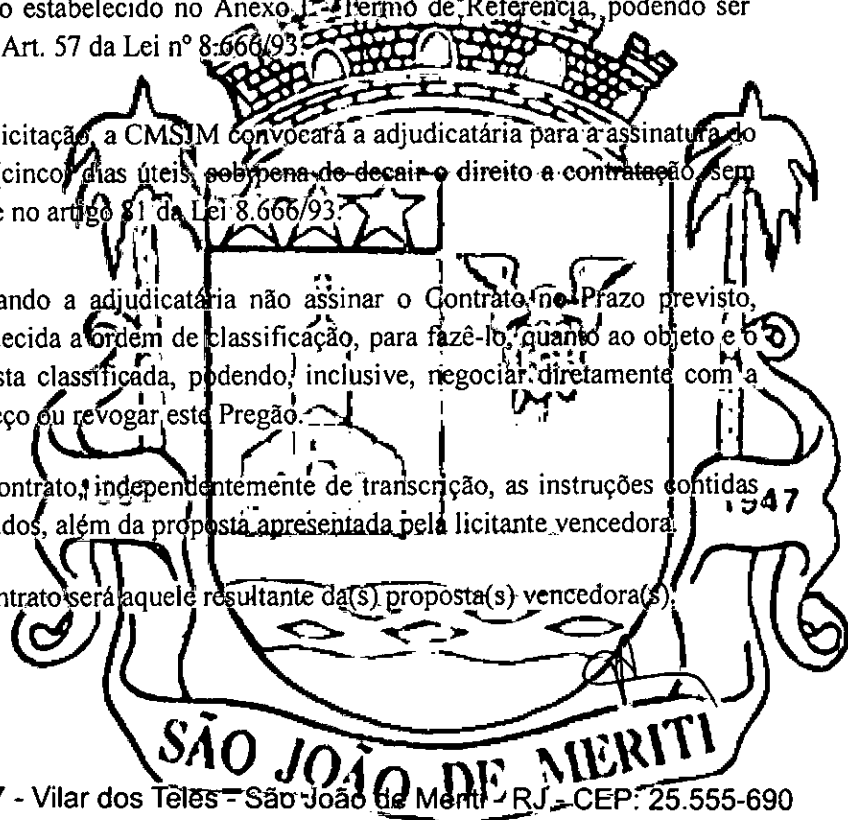 o estabelecido no Anexo I - Termo de Referência, podendo ser
Art. 57 da Lei nº 8.666/93.
icitação, a CMSJM convocará a adjudicatária para a assinatura do
(cinco) dias úteis, sob pena de decair o direito a contratação, sem
e no artigo 81 da Lei 8.666/93.
ando a adjudicatária não assinar o Contrato no Prazo previsto,
ecida a ordem de classificação, para fazê-lo, quanto ao objeto e o
sta classificada, podendo, inclusive, negociar diretamente com a
eço ou revogar este Pregão.
ontrato, independentemente de transcrição, as instruções contidas
dos, além da proposta apresentada pela licitante vencedora.
1947
ntrato será aquele resultante da(s) proposta(s) vencedora(s).
SÃO JOÃO DE MERITI
7 - Vilar dos Teles - São João de Meriti - RJ - CEP: 25.555-690